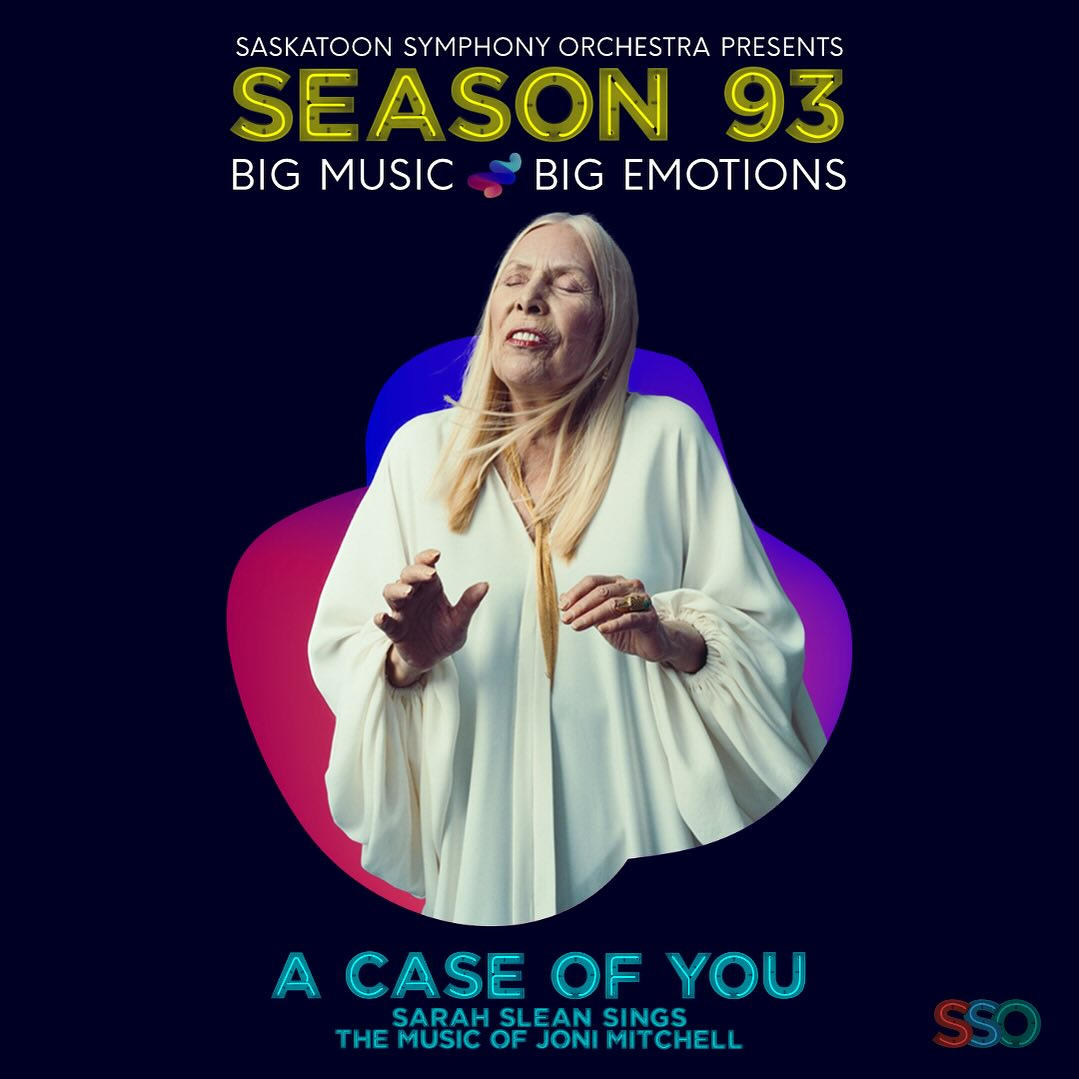 SASKATOON SYMPHONY ORCHESTRA PRESENTS
SEASON 93
BIG MUSIC BIG EMOTIONS
A CASE OF YOU
SARAH SLEAN SINGS
THE MUSIC OF JONI MITCHELL
SSO